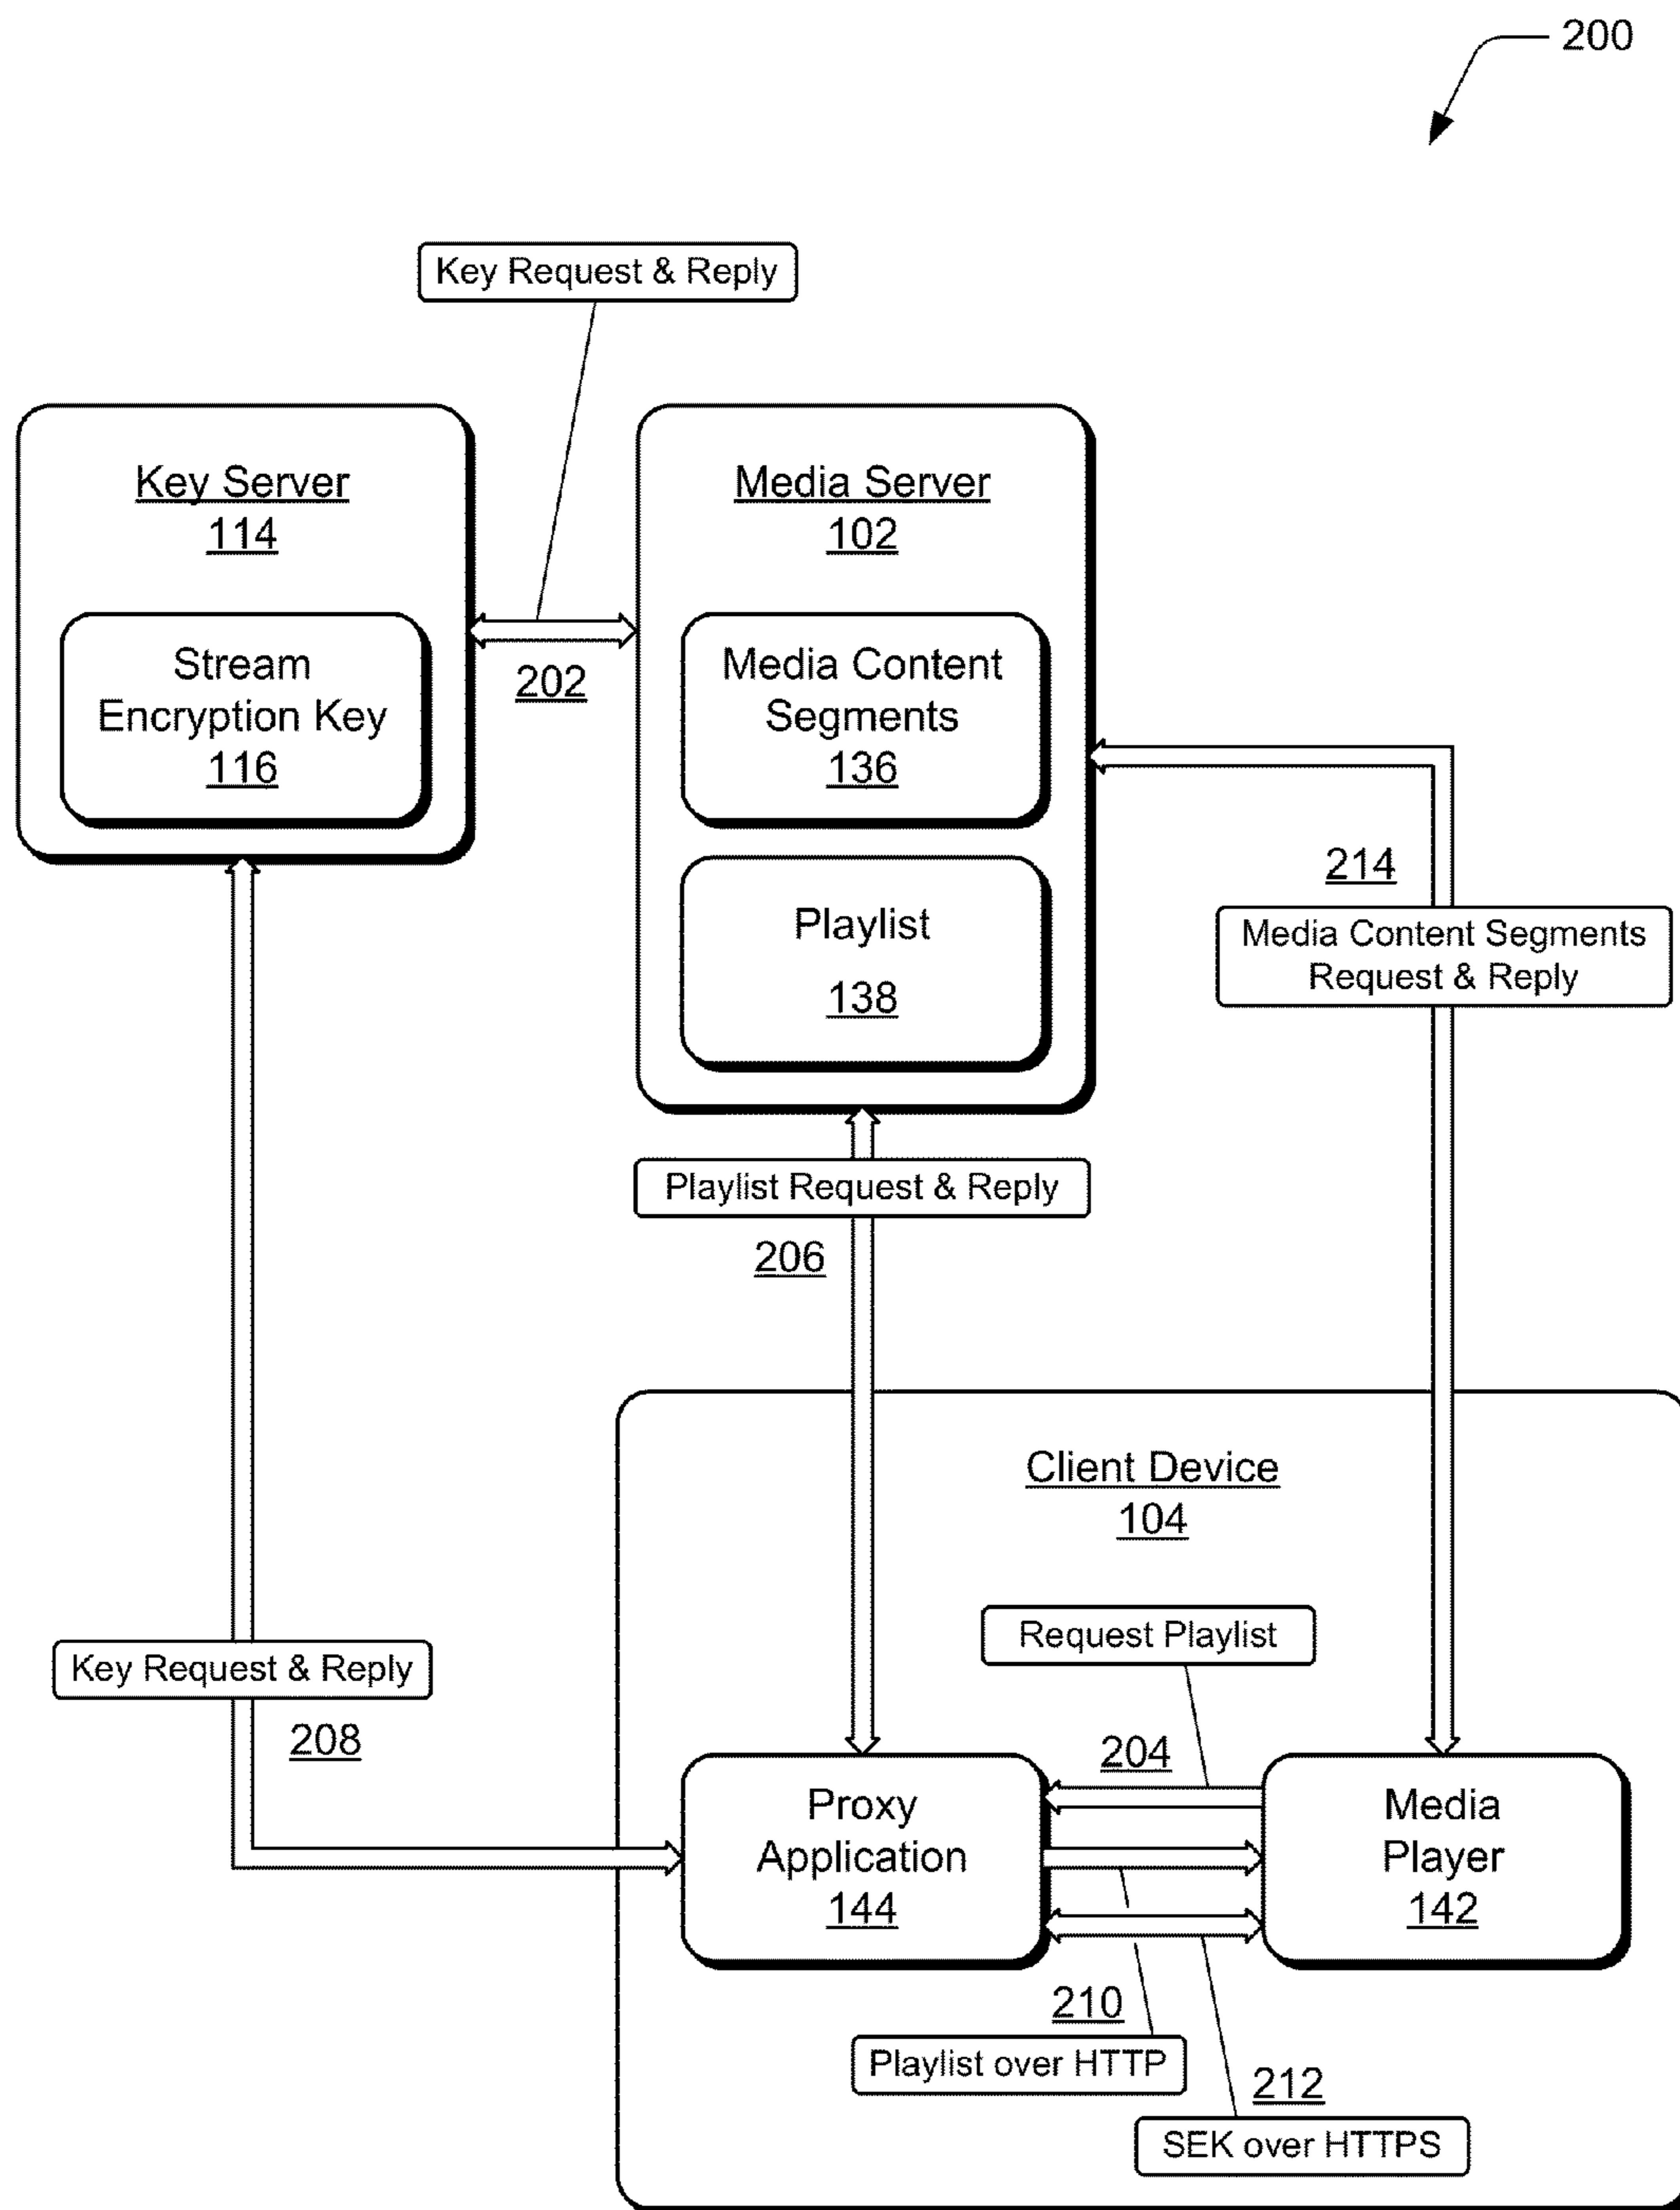 200
Key Request & Reply
Key Server
114
Stream
Encryption Key
116
202
Media Server
102
Media Content
Segments
136
Playlist
138
214
Media Content Segments
Request & Reply
Playlist Request & Reply
206
Client Device
104
Key Request & Reply
208
Request Playlist
204
Proxy
Application
144
Media
Player
142
210
Playlist over HTTP
212
SEK over HTTPS